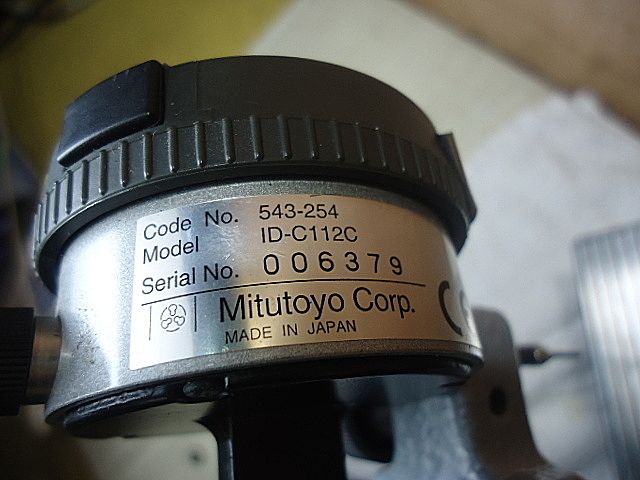 Code No. 543-254
Model ID-C112C
Serial No. 006379
Mitutoyo Corp.
MADE IN JAPAN